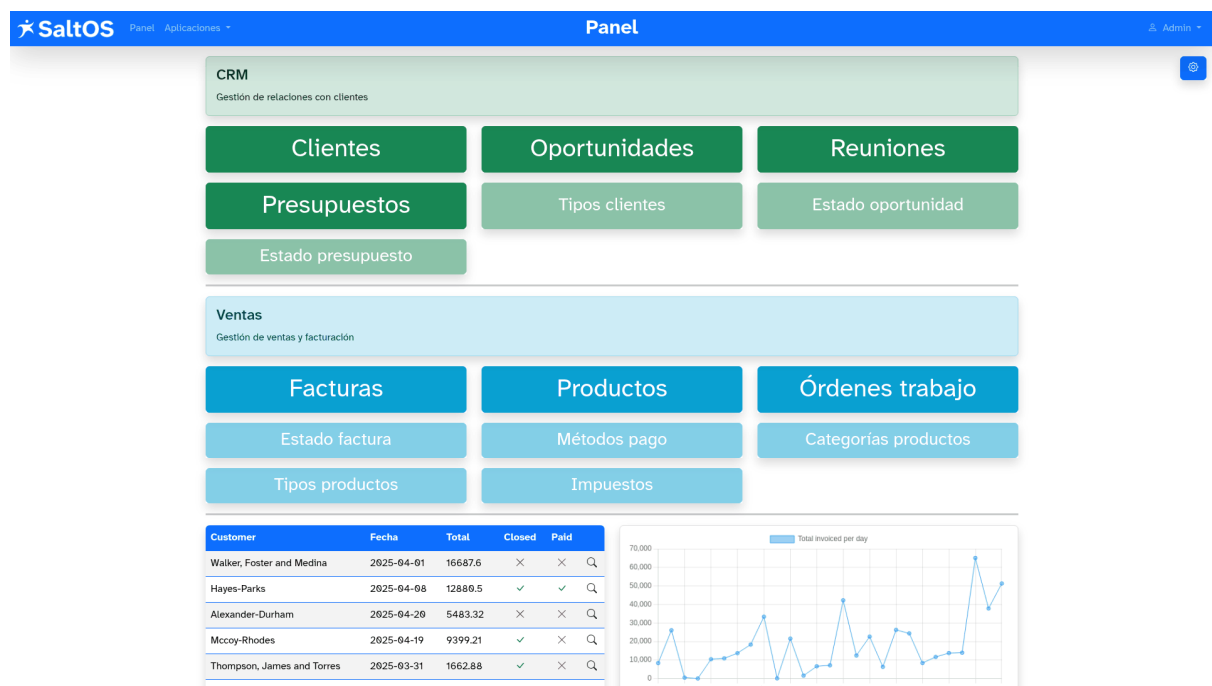 SaltOS Panel Aplicaciones Panel Admin
CRM
Gestión de relaciones con clientes
Clientes Oportunidades Reuniones
Presupuestos Tipos clientes Estado oportunidad
Estado presupuesto
Ventas
Gestión de ventas y facturación
Facturas Productos Órdenes trabajo
Estado factura Métodos pago Categorías productos
Tipos productos Impuestos
Customer Fecha Total Closed Paid
Walker, Foster and Medina 2025-04-01 16687.6
Hayes-Parks 2025-04-08 12880.5
Alexander-Durham 2025-04-20 5483.32
Mccoy-Rhodes 2025-04-19 9399.21
Thompson, James and Torres 2025-03-31 1662.88
Total invoiced per day
70,000
60,000
50,000
40,000
30,000
20,000
10,000
0